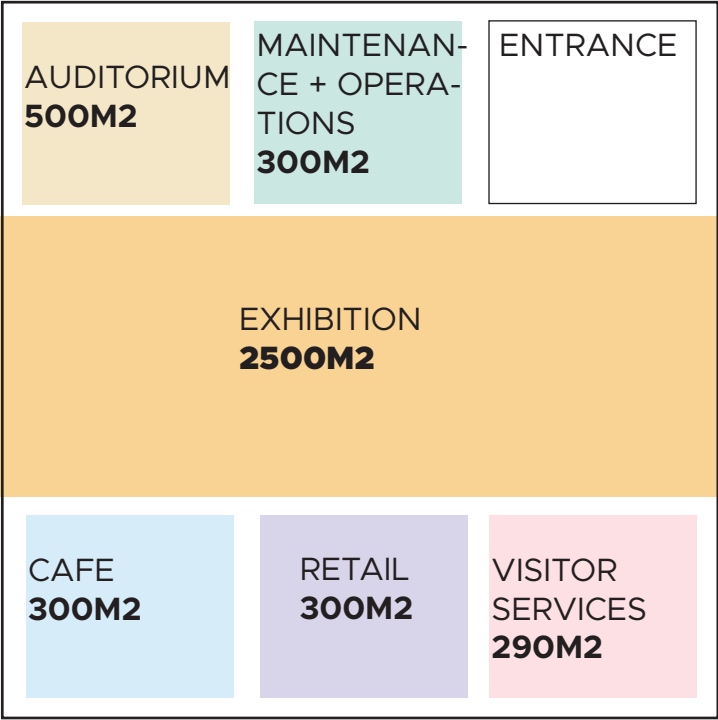 AUDITORIUM
500M2
MAINTENAN-
CE + OPERA-
TIONS
300M2
ENTRANCE
EXHIBITION
2500M2
CAFE
300M2
RETAIL
300M2
VISITOR
SERVICES
290M2